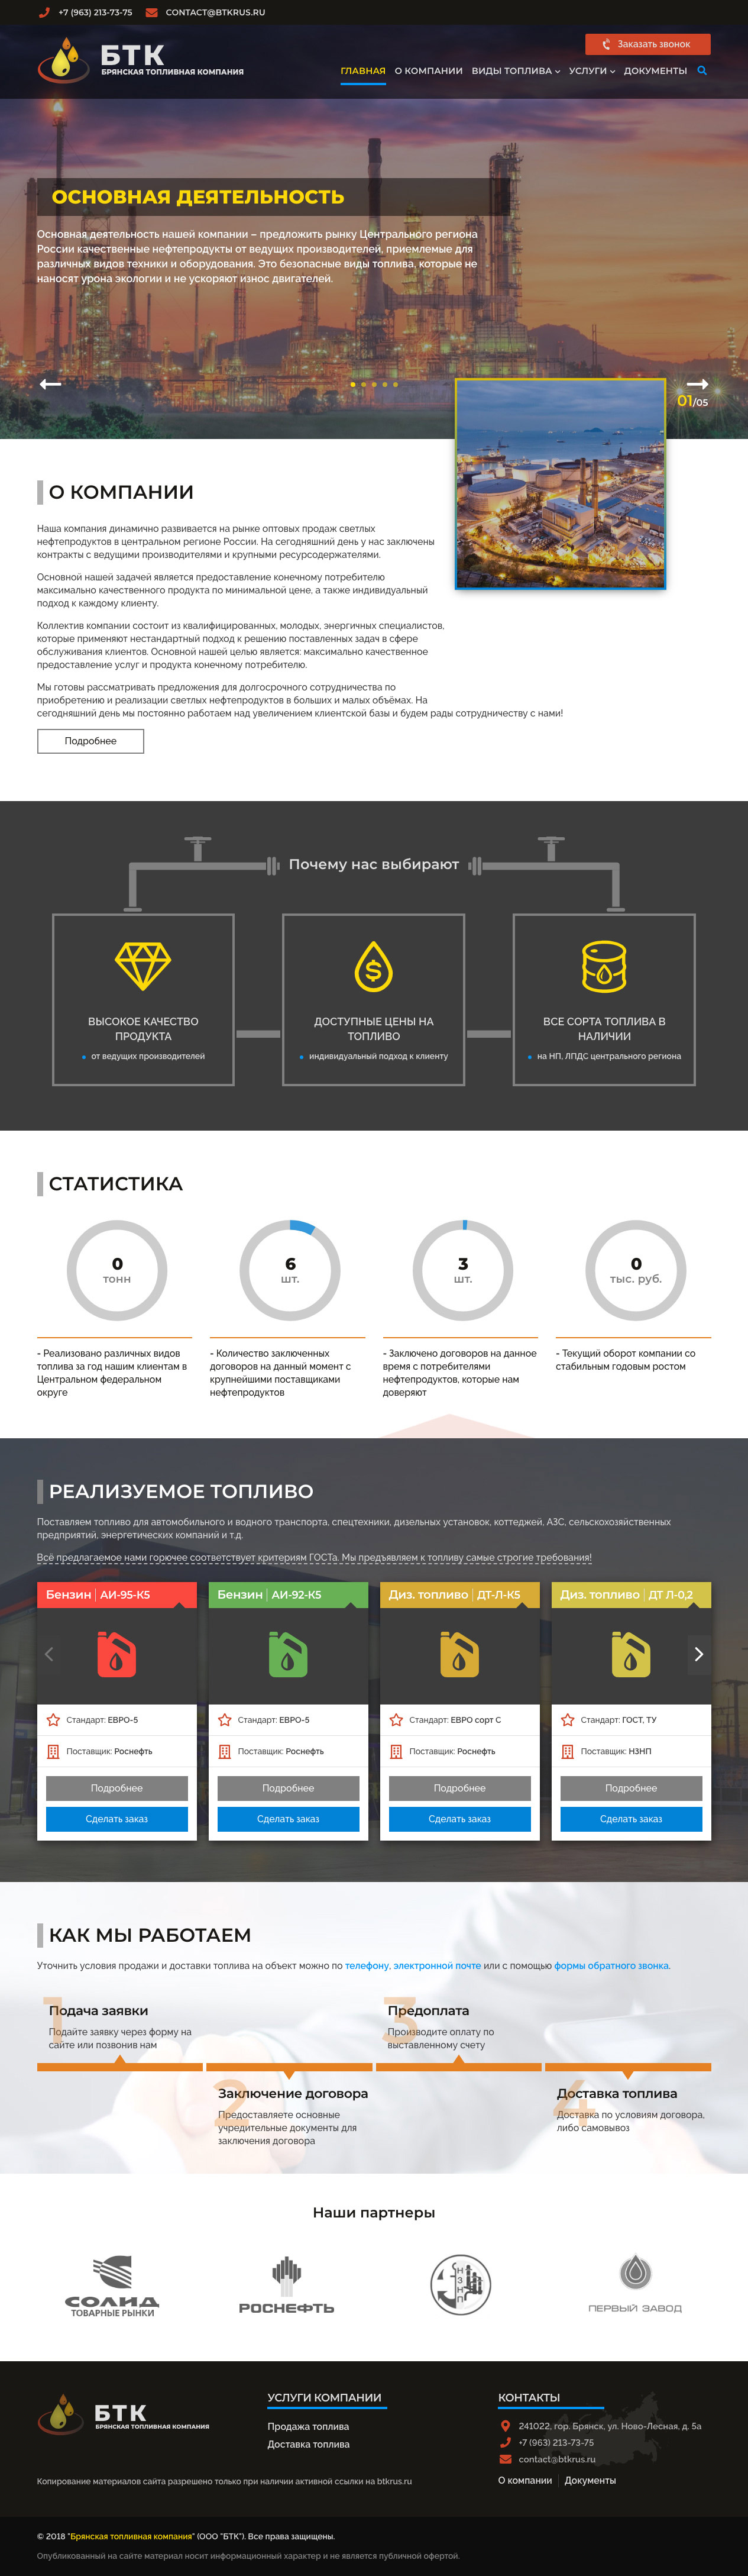 +7 (963) 213-73-75 CONTACT@BTKRUS.RU
БТК
БРЯНСКАЯ ТОПЛИВНАЯ КОМПАНИЯ
Заказать звонок
ГЛАВНАЯ О КОМПАНИИ ВИДЫ ТОПЛИВА УСЛУГИ ДОКУМЕНТЫ
ОСНОВНАЯ ДЕЯТЕЛЬНОСТЬ
Основная деятельность нашей компании – предложить рынку Центрального региона
России качественные нефтепродукты от ведущих производителей, приемлемые для
различных видов техники и оборудования. Это безопасные виды топлива, которые не
наносят урона экологии и не ускоряют износ двигателей.
01/05
О КОМПАНИИ
Наша компания динамично развивается на рынке оптовых продаж светлых
нефтепродуктов в центральном регионе России. На сегодняшний день у нас заключены
контракты с ведущими производителями и крупными ресурсодержателями.
Основной нашей задачей является предоставление конечному потребителю
максимально качественного продукта по минимальной цене, а также индивидуальный
подход к каждому клиенту.
Коллектив компании состоит из квалифицированных, молодых, энергичных специалистов,
которые применяют нестандартный подход к решению поставленных задач в сфере
обслуживания клиентов. Основной нашей целью является: максимально качественное
предоставление услуг и продукта конечному потребителю.
Мы готовы рассматривать предложения для долгосрочного сотрудничества по
приобретению и реализации светлых нефтепродуктов в больших и малых объёмах. На
сегодняшний день мы постоянно работаем над увеличением клиентской базы и будем рады сотрудничеству с нами!
Подробнее
Почему нас выбирают
ВЫСОКОЕ КАЧЕСТВО
ПРОДУКТА
от ведущих производителей
ДОСТУПНЫЕ ЦЕНЫ НА
ТОПЛИВО
индивидуальный подход к клиенту
ВСЕ СОРТА ТОПЛИВА В
НАЛИЧИИ
на НП, ЛПДС центрального региона
СТАТИСТИКА
0
тонн
- Реализовано различных видов
топлива за год нашим клиентам в
Центральном федеральном
округе
6
шт.
- Количество заключенных
договоров на данный момент с
крупнейшими поставщиками
нефтепродуктов
3
шт.
- Заключено договоров на данное
время с потребителями
нефтепродуктов, которые нам
доверяют
0
тыс. руб.
- Текущий оборот компании со
стабильным годовым ростом
РЕАЛИЗУЕМОЕ ТОПЛИВО
Поставляем топливо для автомобильного и водного транспорта, спецтехники, дизельных установок, коттеджей, АЗС, сельскохозяйственных
предприятий, энергетических компаний и т.д.
Всё предлагаемое нами горючее соответствует критериям ГОСТа. Мы предъявляем к топливу самые строгие требования!
Бензин АИ-95-К5
Стандарт: ЕВРО-5
Поставщик: Роснефть
Подробнее
Сделать заказ
Бензин АИ-92-К5
Стандарт: ЕВРО-5
Поставщик: Роснефть
Подробнее
Сделать заказ
Диз. топливо ДТ-Л-К5
Стандарт: ЕВРО сорт С
Поставщик: Роснефть
Подробнее
Сделать заказ
Диз. топливо ДТ Л-0,2
Стандарт: ГОСТ, ТУ
Поставщик: НЗНП
Подробнее
Сделать заказ
КАК МЫ РАБОТАЕМ
Уточнить условия продажи и доставки топлива на объект можно по телефону, электронной почте или с помощью формы обратного звонка.
1
Подача заявки
Подайте заявку через форму на
сайте или позвонив нам
2
Заключение договора
Предоставляете основные
учредительные документы для
заключения договора
3
Предоплата
Производите оплату по
выставленному счету
4
Доставка топлива
Доставка по условиям договора,
либо самовывоз
Наши партнеры
СОЛИД
ТОВАРНЫЕ РЫНКИ
РОСНЕФТЬ
НЗНП
ПЕРВЫЙ ЗАВОД
БТК
БРЯНСКАЯ ТОПЛИВНАЯ КОМПАНИЯ
УСЛУГИ КОМПАНИИ
Продажа топлива
Доставка топлива
КОНТАКТЫ
241022, гор. Брянск, ул. Ново-Лесная, д. 5а
+7 (963) 213-73-75
contact@btkrus.ru
О компании Документы
Копирование материалов сайта разрешено только при наличии активной ссылки на btkrus.ru
© 2018 "Брянская топливная компания" (ООО "БТК"). Все права защищены.
Опубликованный на сайте материал носит информационный характер и не является публичной офертой.